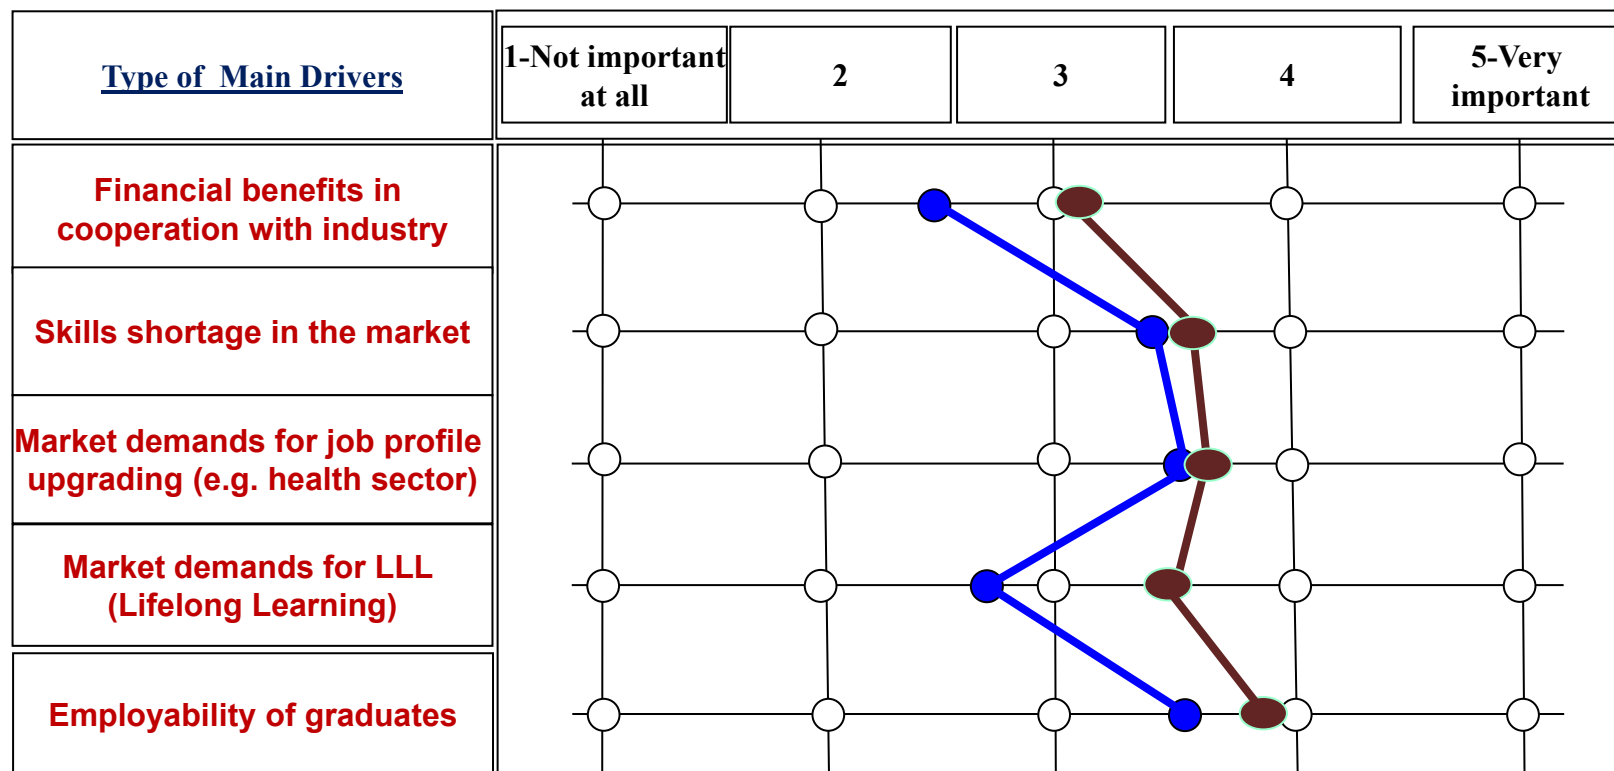 Type of  Main Drivers
1-Not important
at all
2
3
4
5-Very
important
Financial benefits in
cooperation with industry
Skills shortage in the market
Market demands for job profile
upgrading (e.g. health sector)
Market demands for LLL
(Lifelong Learning)
Employability of graduates